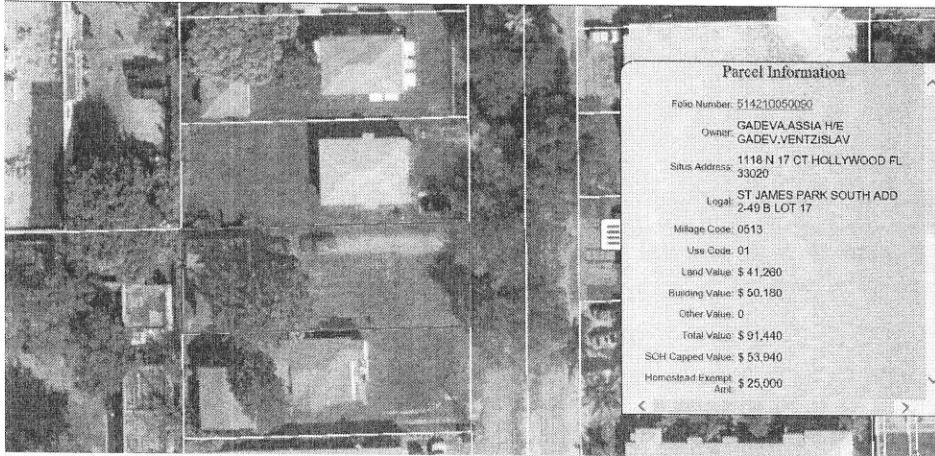 Parcel Information
Folio Number: 514210050090
Owner: GADEVA,ASSIA H/E
GADEV,VENTZISLAV
Situs Address: 1118 N 17 CT HOLLYWOOD FL
33020
Legal: ST JAMES PARK SOUTH ADD
2-49 B LOT 17
Millage Code: 0513
Use Code: 01
Land Value: $ 41,260
Building Value: $ 50,180
Other Value: 0
Total Value: $ 91,440
SOH Capped Value: $ 53,940
Homestead Exempt
Amt: $ 25,000